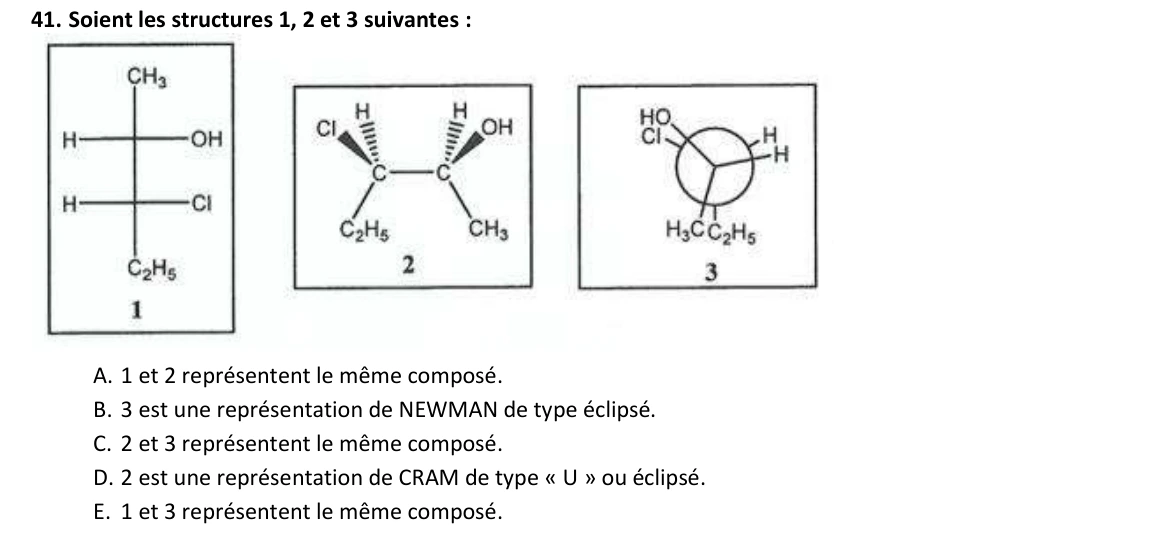 41. Soient les structures 1, 2 et 3 suivantes :
CH₃
H OH
H Cl
C₂H₅
1
Cl H H OH
C C
C₂H₅ CH₃
2
HO
Cl H
H
H₃C C₂H₅
3
A. 1 et 2 représentent le même composé.
B. 3 est une représentation de NEWMAN de type éclipsé.
C. 2 et 3 représentent le même composé.
D. 2 est une représentation de CRAM de type « U » ou éclipsé.
E. 1 et 3 représentent le même composé.